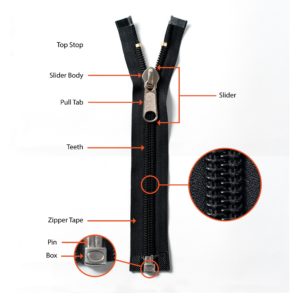 Top Stop
Slider Body
Slider
Pull Tab
Teeth
Zipper Tape
Pin
Box